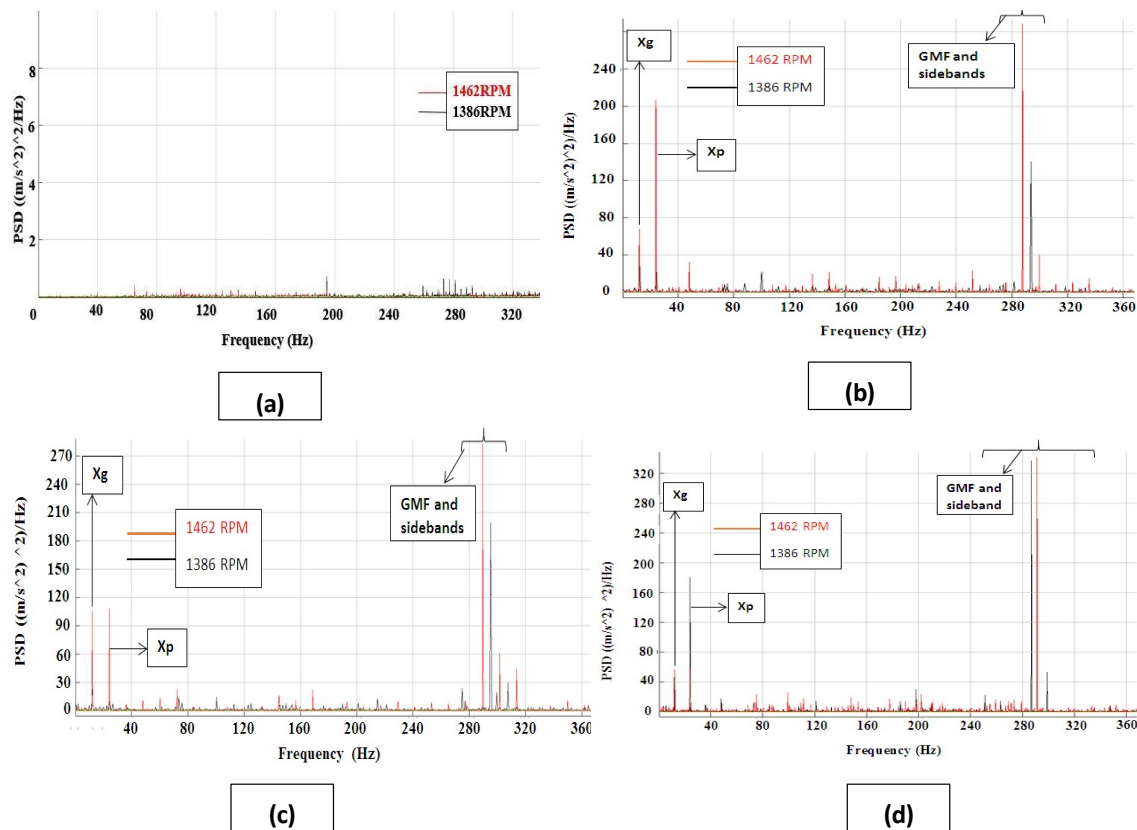 8
6
4
2
0
40
80
120
160
200
240
280
320
PSD ((m/s^2)^2/Hz)
Frequency (Hz)
1462RPM
1386RPM
(a)
240
200
160
120
80
40
0
40
80
120
160
200
240
280
320
360
PSD ((m/s^2)^2)/Hz)
Frequency (Hz)
Xg
1462 RPM
1386 RPM
Xp
GMF and
sidebands
(b)
270
240
210
180
150
120
90
60
30
0
40
80
120
160
200
240
280
320
360
PSD ((m/s^2) ^2)/Hz)
Frequency (Hz)
Xg
GMF and
sidebands
1462 RPM
1386 RPM
Xp
(c)
320
280
240
200
160
120
80
40
0
40
80
120
160
200
240
280
320
360
PSD ((m/s^2) ^2)/Hz)
Frequency (Hz)
Xg
GMF and
sideband
1462 RPM
1386 RPM
Xp
(d)